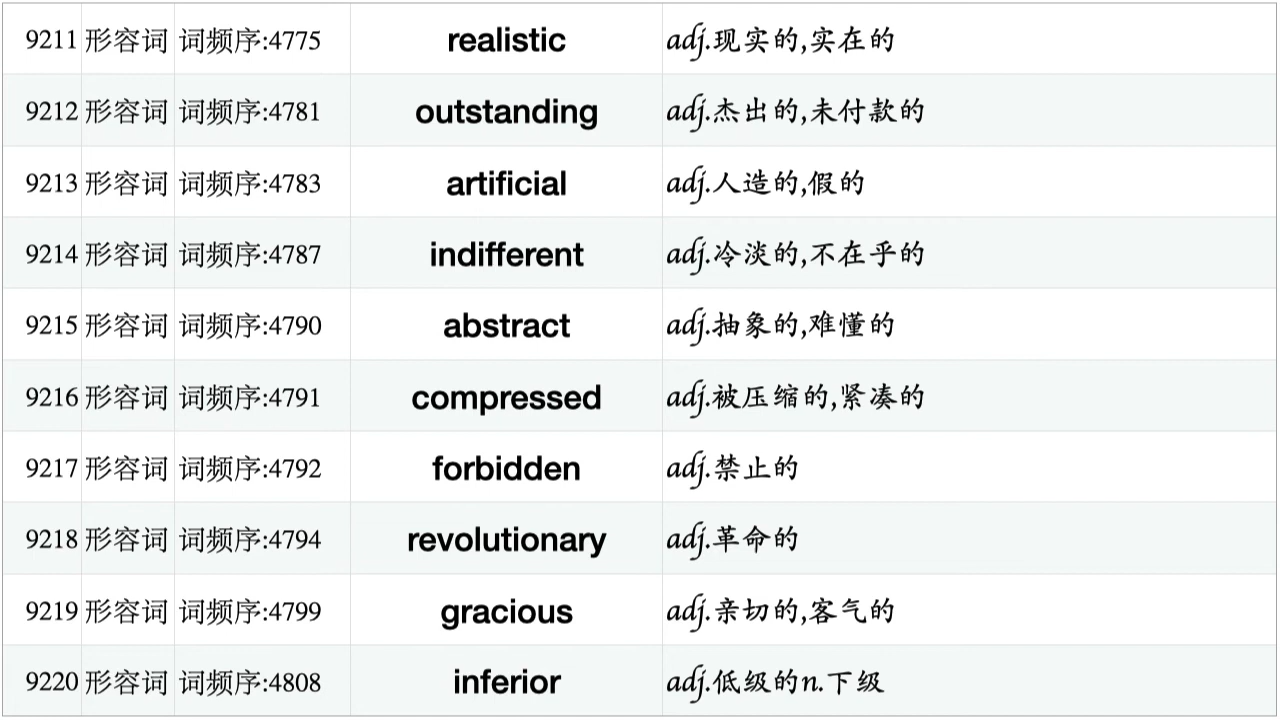 9211 形容词 词频序:4775 realistic adj.现实的,实在的
9212 形容词 词频序:4781 outstanding adj.杰出的,未付款的
9213 形容词 词频序:4783 artificial adj.人造的,假的
9214 形容词 词频序:4787 indifferent adj.冷淡的,不在乎的
9215 形容词 词频序:4790 abstract adj.抽象的,难懂的
9216 形容词 词频序:4791 compressed adj.被压缩的,紧凑的
9217 形容词 词频序:4792 forbidden adj.禁止的
9218 形容词 词频序:4794 revolutionary adj.革命的
9219 形容词 词频序:4799 gracious adj.亲切的,客气的
9220 形容词 词频序:4808 inferior adj.低级的n.下级